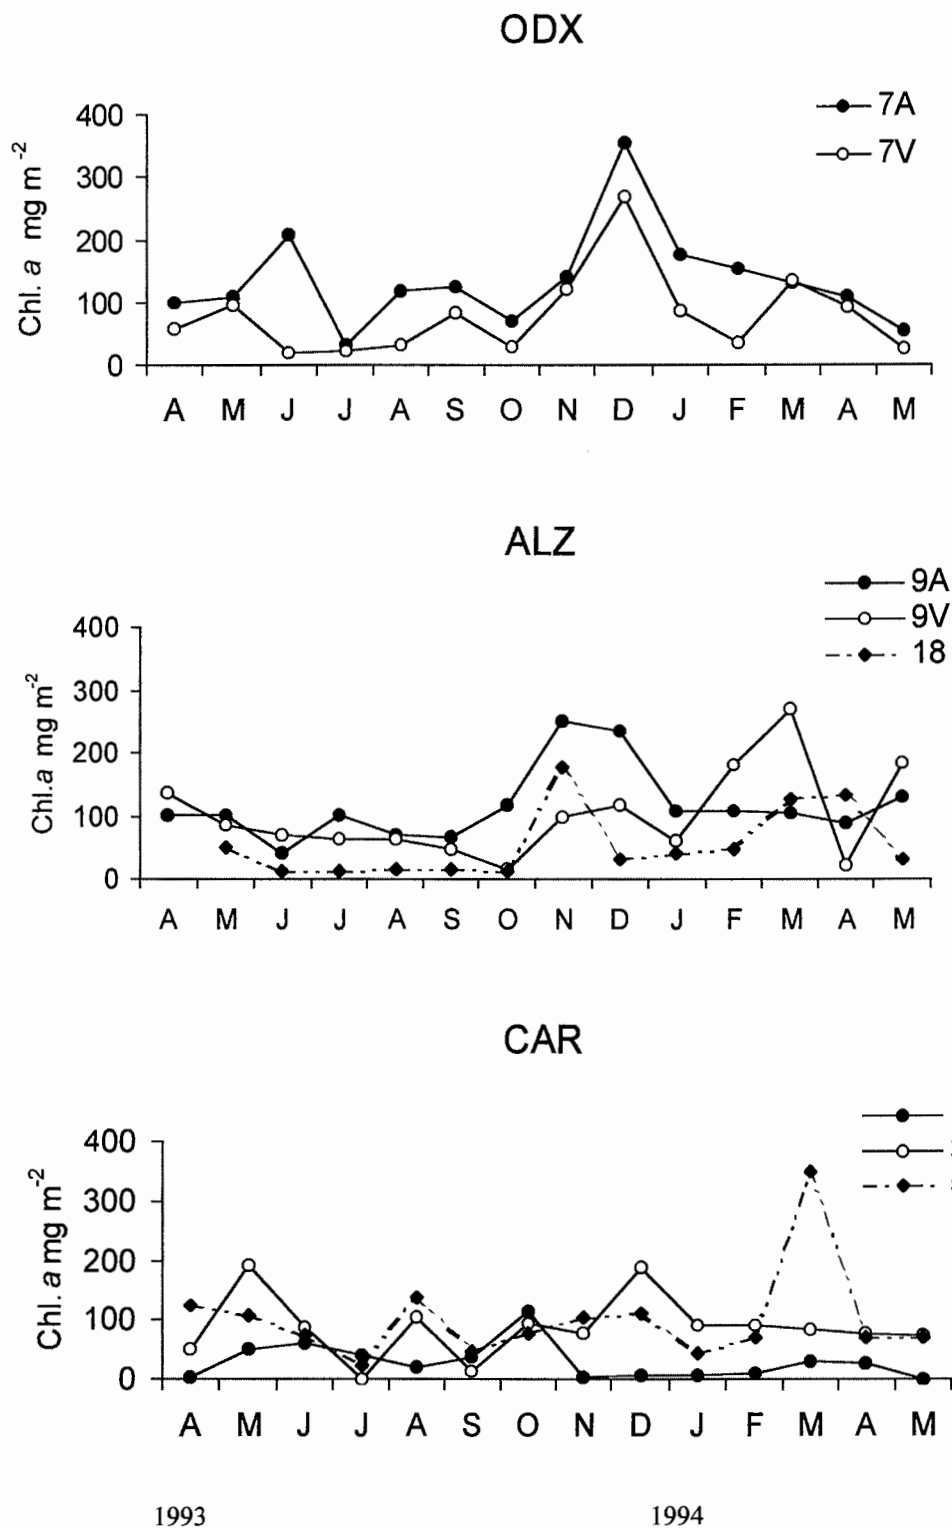 ODX
7A
7V
Chl. a mg m-2
400
300
200
100
0
A M J J A S O N D J F M A M
ALZ
9A
9V
18
Chl.a mg m-2
400
300
200
100
0
A M J J A S O N D J F M A M
CAR
Chl. a mg m-2
400
300
200
100
0
A M J J A S O N D J F M A M
1993 1994